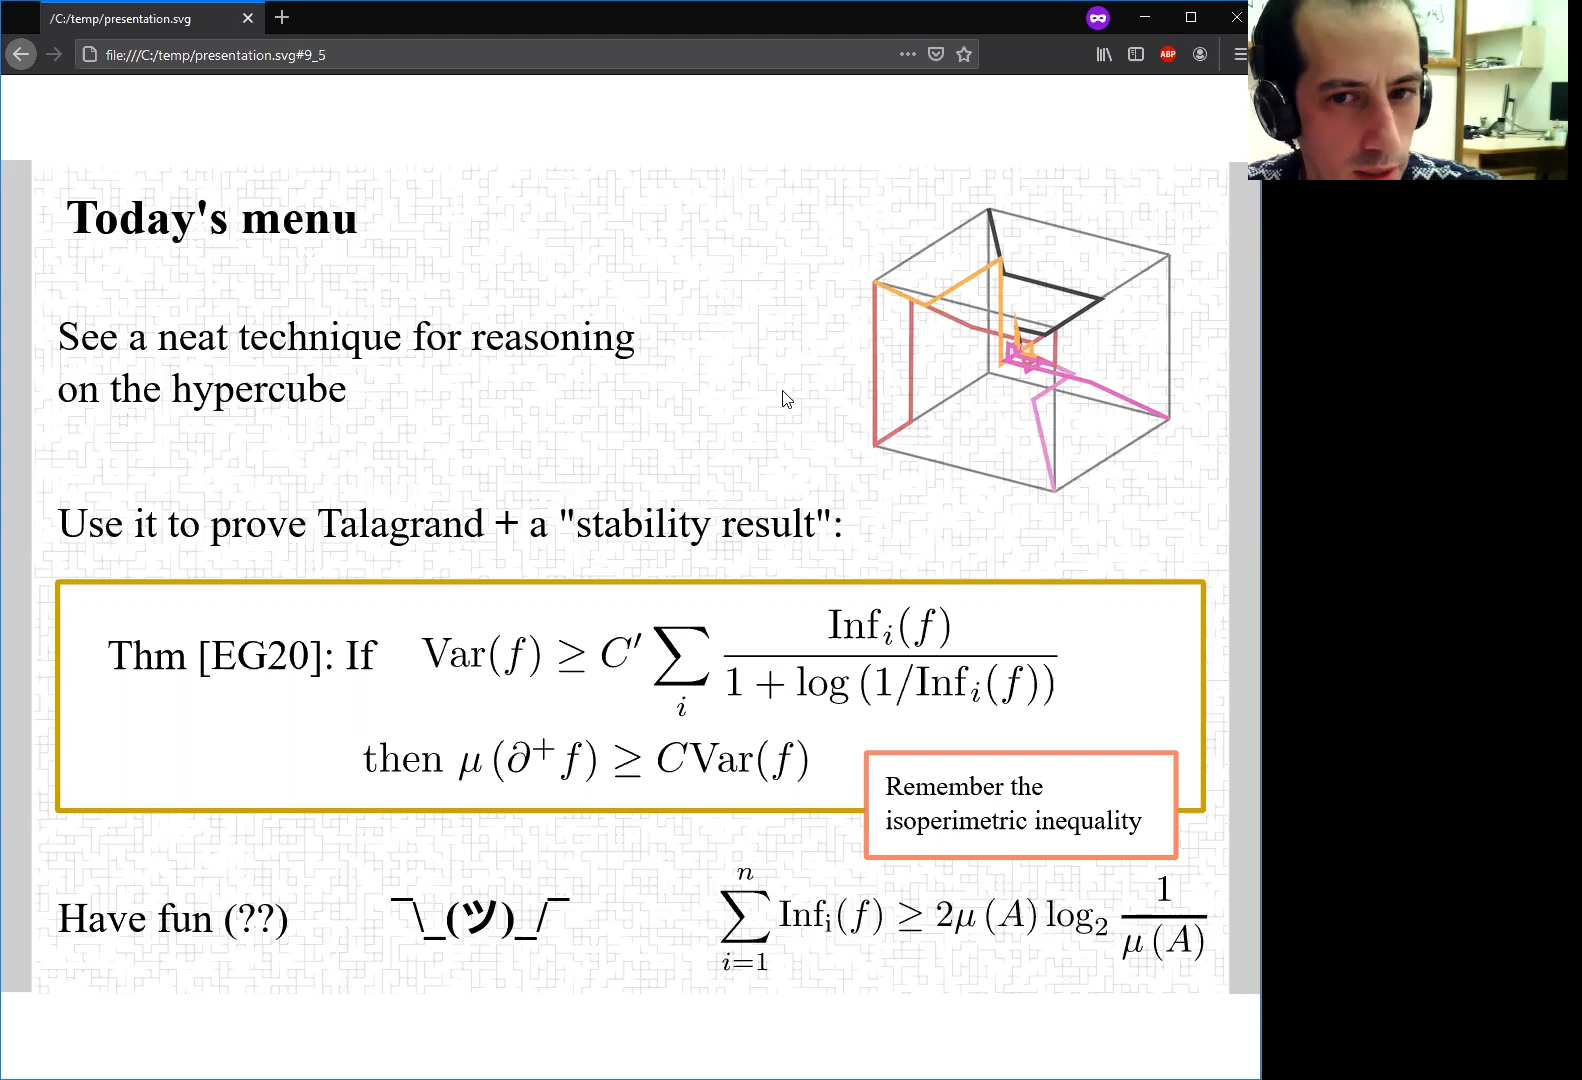 /C:/temp/presentation.svg
file:///C:/temp/presentation.svg#9_5
ABP
Today's menu
See a neat technique for reasoning
on the hypercube
Use it to prove Talagrand + a "stability result":
Thm [EG20]: If Var(f) ≥ C′ ∑_i Inf_i(f) / (1 + log (1/Inf_i(f)))
then μ (∂⁺f) ≥ CVar(f)
Remember the
isoperimetric inequality
Have fun (??) ¯\_(ツ)_/¯
∑_{i=1}^{n} Inf_i(f) ≥ 2μ (A) log₂ 1 / μ (A)